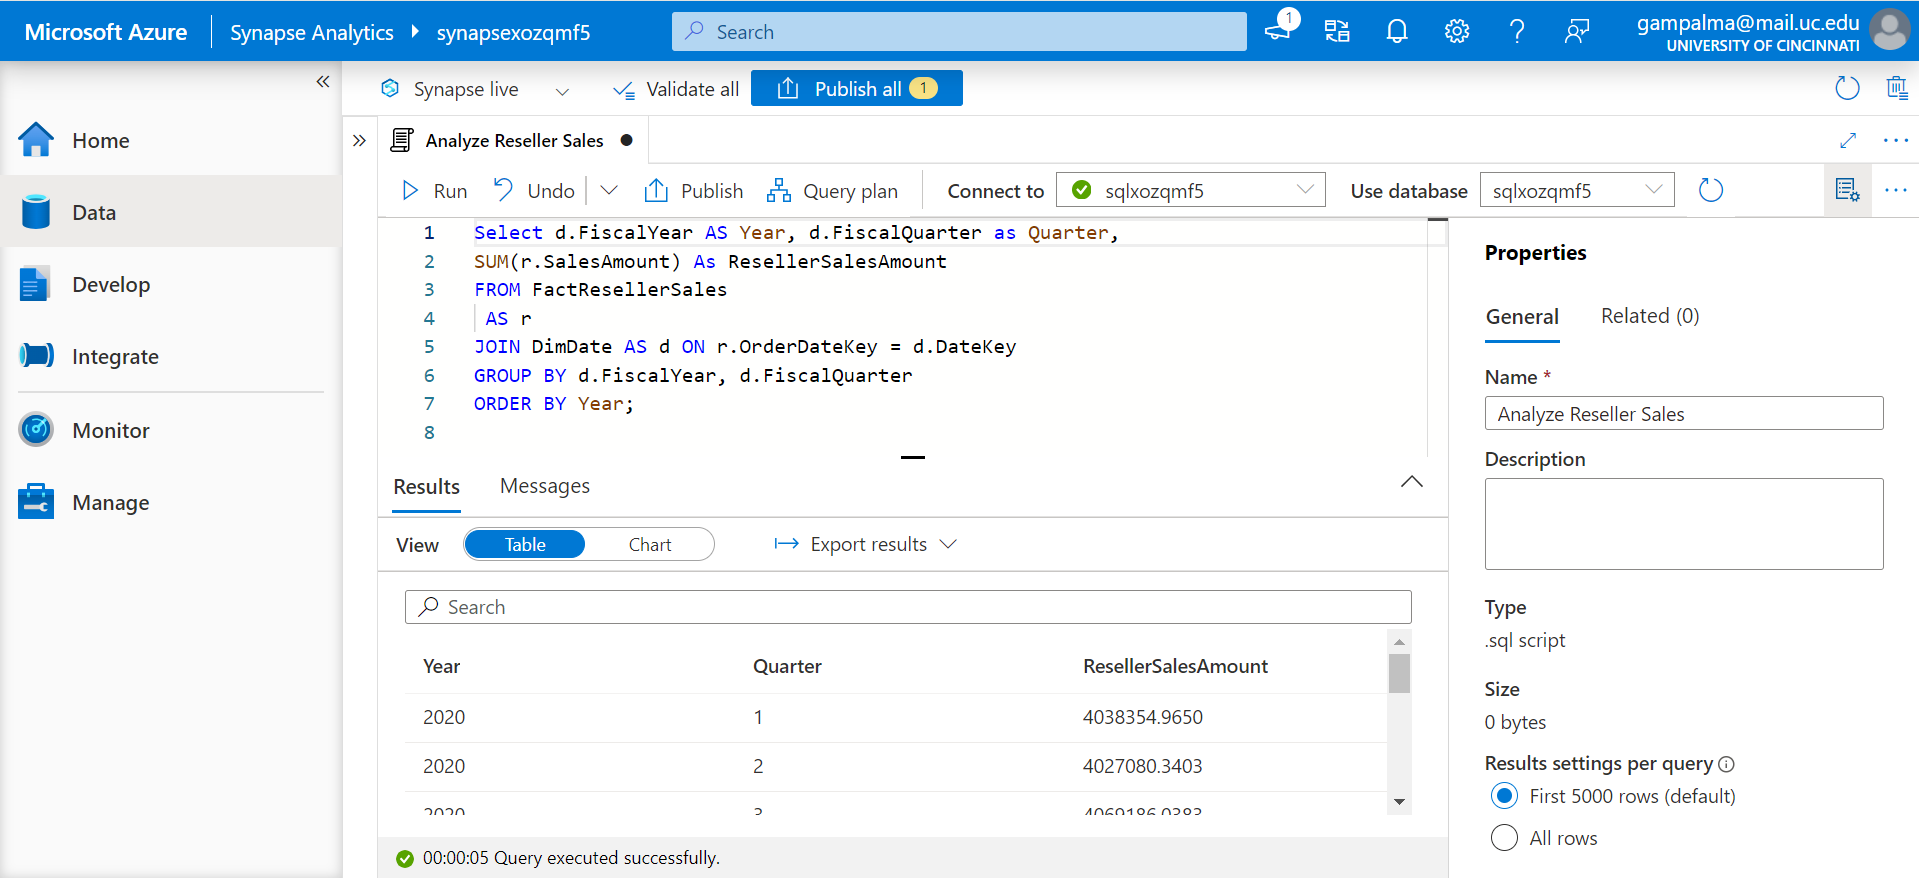 Microsoft Azure
Synapse Analytics
synapsexozqmf5
Search
1
gampalma@mail.uc.edu
UNIVERSITY OF CINCINNATI
Home
Data
Develop
Integrate
Monitor
Manage
Synapse live
Validate all
Publish all 1
Analyze Reseller Sales
Run
Undo
Publish
Query plan
Connect to
sqlxozqmf5
Use database
sqlxozqmf5
1 Select d.FiscalYear AS Year, d.FiscalQuarter as Quarter,
2 SUM(r.SalesAmount) As ResellerSalesAmount
3 FROM FactResellerSales
4 AS r
5 JOIN DimDate AS d ON r.OrderDateKey = d.DateKey
6 GROUP BY d.FiscalYear, d.FiscalQuarter
7 ORDER BY Year;
8
Results
Messages
View
Table
Chart
Export results
Search
Year Quarter ResellerSalesAmount
2020 1 4038354.9650
2020 2 4027080.3403
2020 3 4069186.0383
00:00:05 Query executed successfully.
Properties
General
Related (0)
Name *
Analyze Reseller Sales
Description
Type
.sql script
Size
0 bytes
Results settings per query
First 5000 rows (default)
All rows